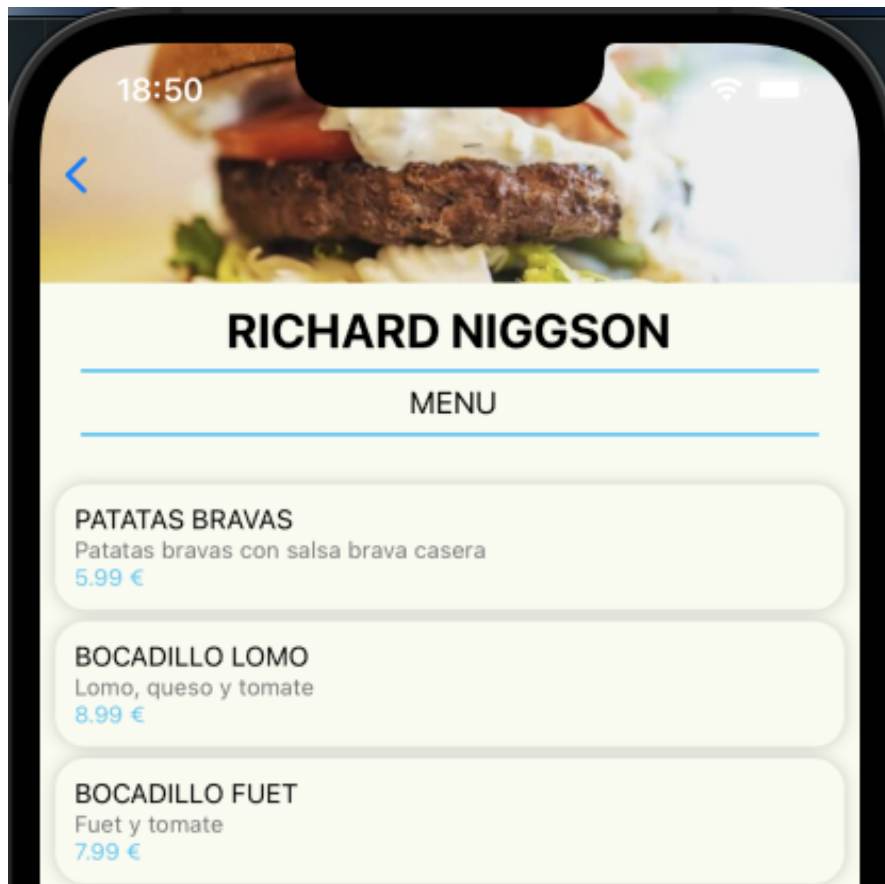 18:50
RICHARD NIGGSON
MENU
PATATAS BRAVAS
Patatas bravas con salsa brava casera
5.99 €
BOCADILLO LOMO
Lomo, queso y tomate
8.99 €
BOCADILLO FUET
Fuet y tomate
7.99 €